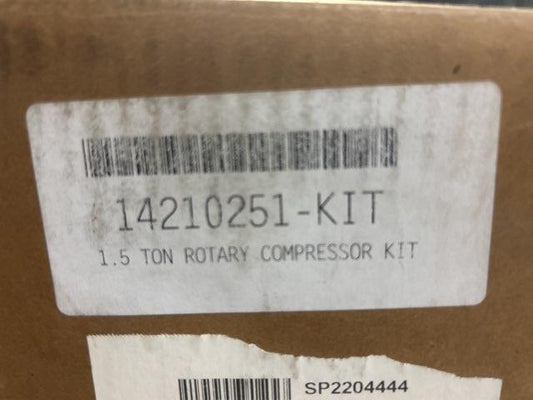 14210251-KIT
1.5 TON ROTARY COMPRESSOR KIT
SP2204444